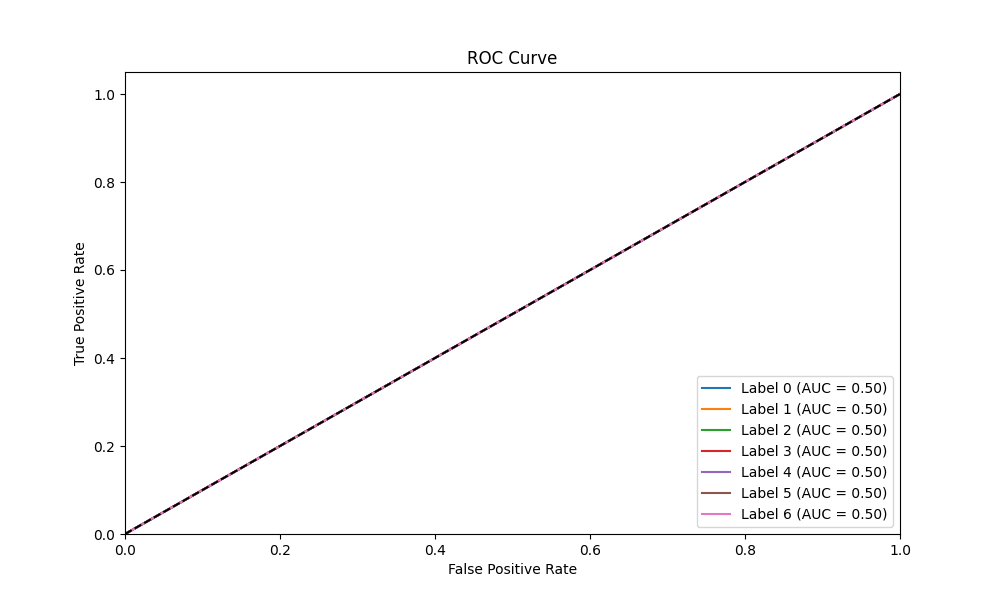 ROC Curve
True Positive Rate
1.0
0.8
0.6
0.4
0.2
0.0
Label 0 (AUC = 0.50)
Label 1 (AUC = 0.50)
Label 2 (AUC = 0.50)
Label 3 (AUC = 0.50)
Label 4 (AUC = 0.50)
Label 5 (AUC = 0.50)
Label 6 (AUC = 0.50)
0.0 0.2 0.4 0.6 0.8 1.0
False Positive Rate